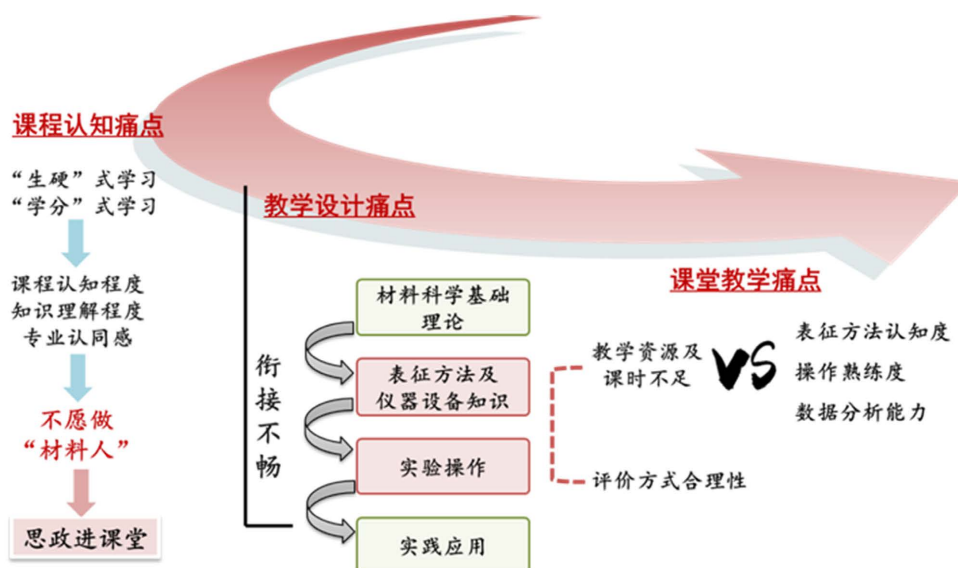 课程认知痛点
“生硬”式学习
“学分”式学习
课程认知程度
知识理解程度
专业认同感
不愿做
“材料人”
思政进课堂
教学设计痛点
衔接不畅
材料科学基础
理论
表征方法及
仪器设备知识
实验操作
实践应用
课堂教学痛点
教学资源及
课时不足
VS
表征方法认知度
操作熟练度
数据分析能力
评价方式合理性